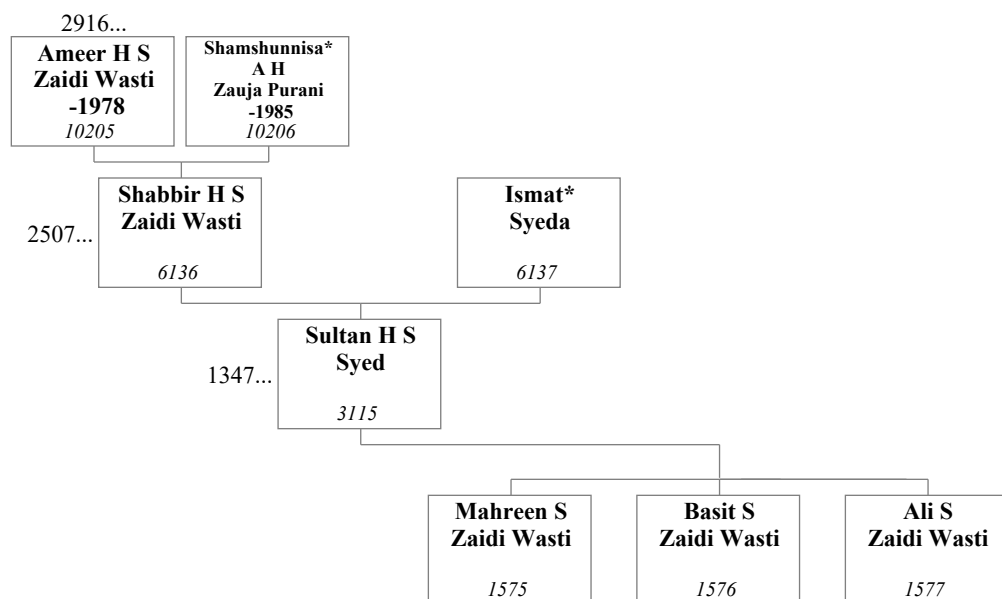 2916...
Ameer H S
Zaidi Wasti
-1978
10205
Shamshunnisa*
A H
Zauja Purani
-1985
10206
2507...
Shabbir H S
Zaidi Wasti
6136
Ismat*
Syeda
6137
1347...
Sultan H S
Syed
3115
Mahreen S
Zaidi Wasti
1575
Basit S
Zaidi Wasti
1576
Ali S
Zaidi Wasti
1577